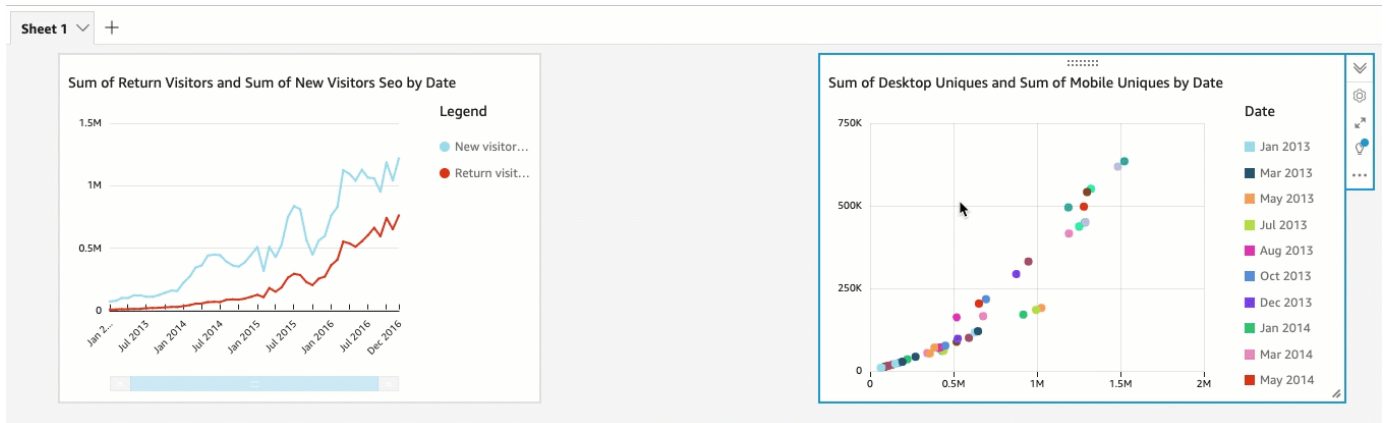 Sheet 1
Sum of Return Visitors and Sum of New Visitors Seo by Date
Legend
New visitor...
Return visit...
1.5M
1M
0.5M
0
Jan 2...
Jul 2013
Jan 2014
Jul 2014
Jan 2015
Jul 2015
Jan 2016
Jul 2016
Dec 2016
Sum of Desktop Uniques and Sum of Mobile Uniques by Date
750K
500K
250K
0
0
0.5M
1M
1.5M
2M
Date
Jan 2013
Mar 2013
May 2013
Jul 2013
Aug 2013
Oct 2013
Dec 2013
Jan 2014
Mar 2014
May 2014